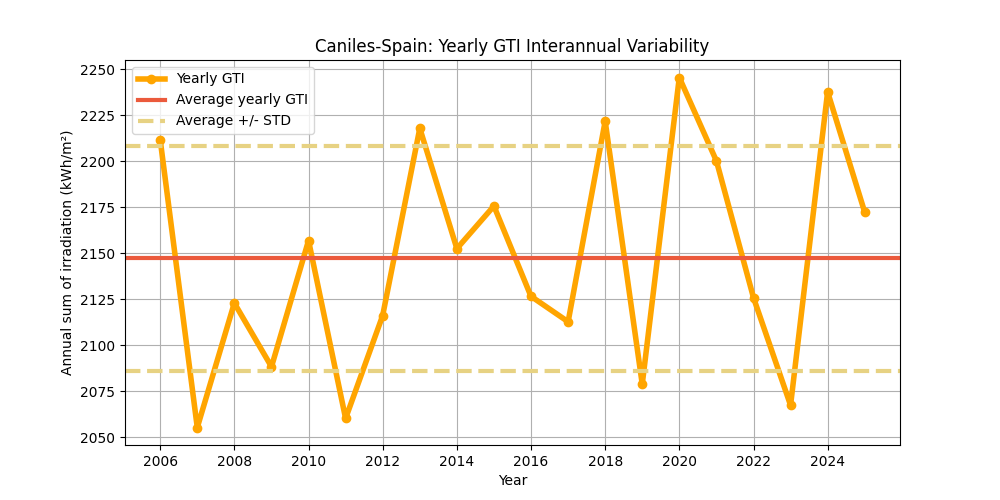 Caniles-Spain: Yearly GTI Interannual Variability
Yearly GTI
Average yearly GTI
Average +/- STD
Annual sum of irradiation (kWh/m²)
2250
2225
2200
2175
2150
2125
2100
2075
2050
2006 2008 2010 2012 2014 2016 2018 2020 2022 2024
Year